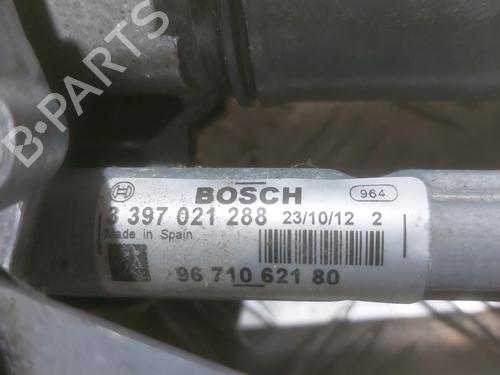 B-PARTS
BOSCH
964
3 397 021 288 23/10/12 2
Made in Spain
96 710 621 80